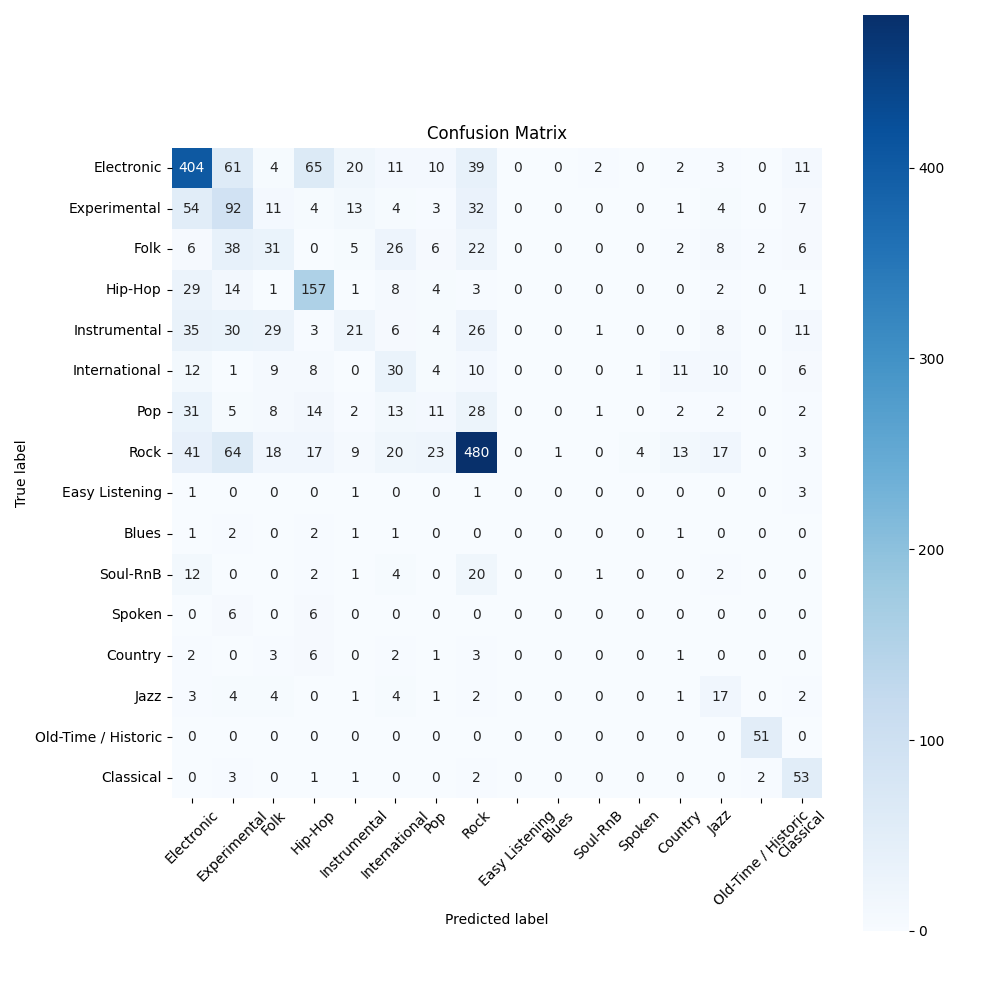 Confusion Matrix
Electronic 404 61 4 65 20 11 10 39 0 0 2 0 2 3 0 11
Experimental 54 92 11 4 13 4 3 32 0 0 0 0 1 4 0 7
Folk 6 38 31 0 5 26 6 22 0 0 0 0 2 8 2 6
Hip-Hop 29 14 1 157 1 8 4 3 0 0 0 0 0 2 0 1
Instrumental 35 30 29 3 21 6 4 26 0 0 1 0 0 8 0 11
International 12 1 9 8 0 30 4 10 0 0 0 1 11 10 0 6
Pop 31 5 8 14 2 13 11 28 0 0 1 0 2 2 0 2
Rock 41 64 18 17 9 20 23 480 0 1 0 4 13 17 0 3
Easy Listening 1 0 0 0 1 0 0 1 0 0 0 0 0 0 0 3
Blues 1 2 0 2 1 1 0 0 0 0 0 0 1 0 0 0
Soul-RnB 12 0 0 2 1 4 0 20 0 0 1 0 0 2 0 0
Spoken 0 6 0 6 0 0 0 0 0 0 0 0 0 0 0 0
Country 2 0 3 6 0 2 1 3 0 0 0 0 1 0 0 0
Jazz 3 4 4 0 1 4 1 2 0 0 0 0 1 17 0 2
Old-Time / Historic 0 0 0 0 0 0 0 0 0 0 0 0 0 0 51 0
Classical 0 3 0 1 1 0 0 2 0 0 0 0 0 0 2 53
True label
Electronic
Experimental
Folk
Hip-Hop
Instrumental
International
Pop
Rock
Easy Listening
Blues
Soul-RnB
Spoken
Country
Jazz
Old-Time / Historic
Classical
Predicted label
400
300
200
100
0